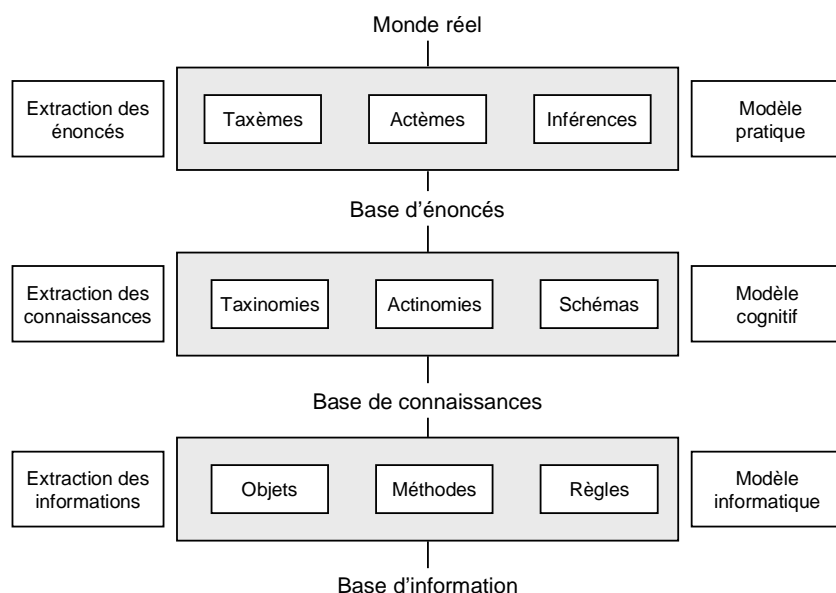 Monde réel
Extraction des
énoncés
Taxèmes
Actèmes
Inférences
Modèle
pratique
Base d'énoncés
Extraction des
connaissances
Taxinomies
Actinomies
Schémas
Modèle
cognitif
Base de connaissances
Extraction des
informations
Objets
Méthodes
Règles
Modèle
informatique
Base d'information